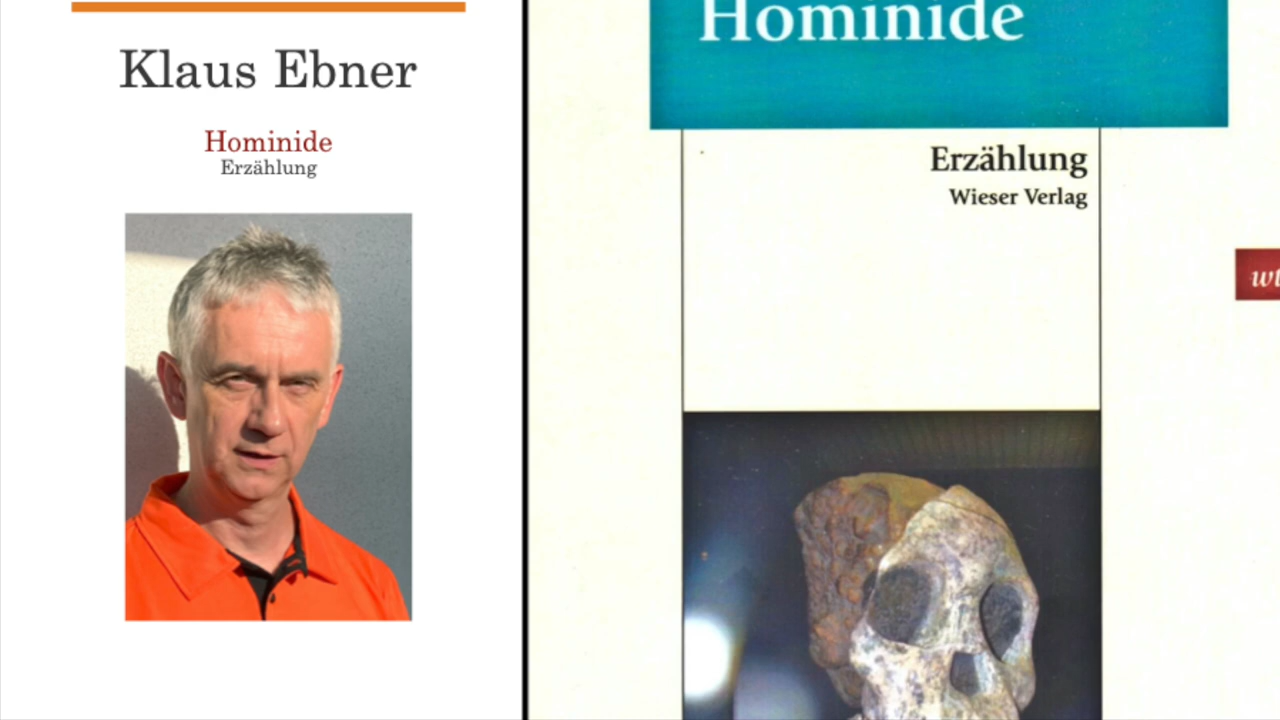 Klaus Ebner
Hominide
Erzählung
Hominide
Erzählung
Wieser Verlag